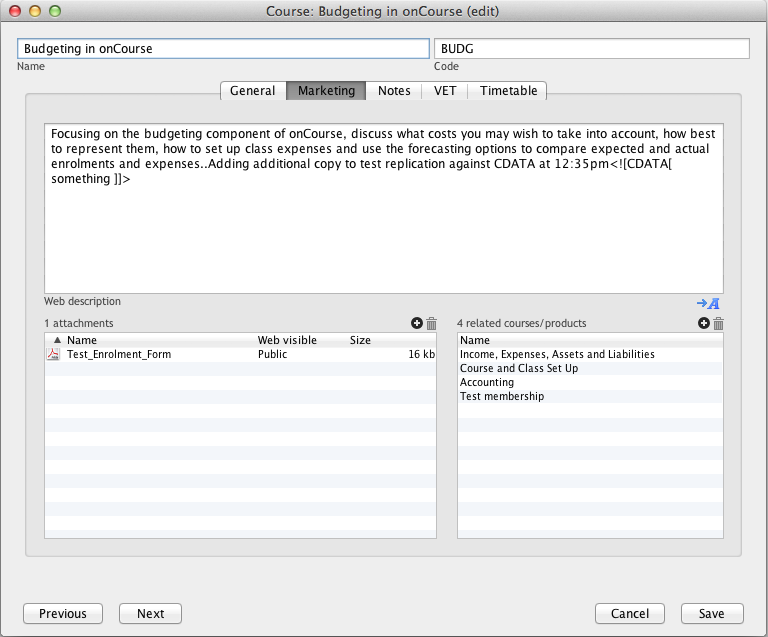 Course: Budgeting in onCourse (edit)
Budgeting in onCourse
BUDG
Name
Code
General Marketing Notes VET Timetable
Focusing on the budgeting component of onCourse, discuss what costs you may wish to take into account, how best
to represent them, how to set up class expenses and use the forecasting options to compare expected and actual
enrolments and expenses..Adding additional copy to test replication against CDATA at 12:35pm<![CDATA[
something ]]>
Web description
1 attachments
Name Web visible Size
Test_Enrolment_Form Public 16 kb
4 related courses/products
Name
Income, Expenses, Assets and Liabilities
Course and Class Set Up
Accounting
Test membership
Previous Next Cancel Save